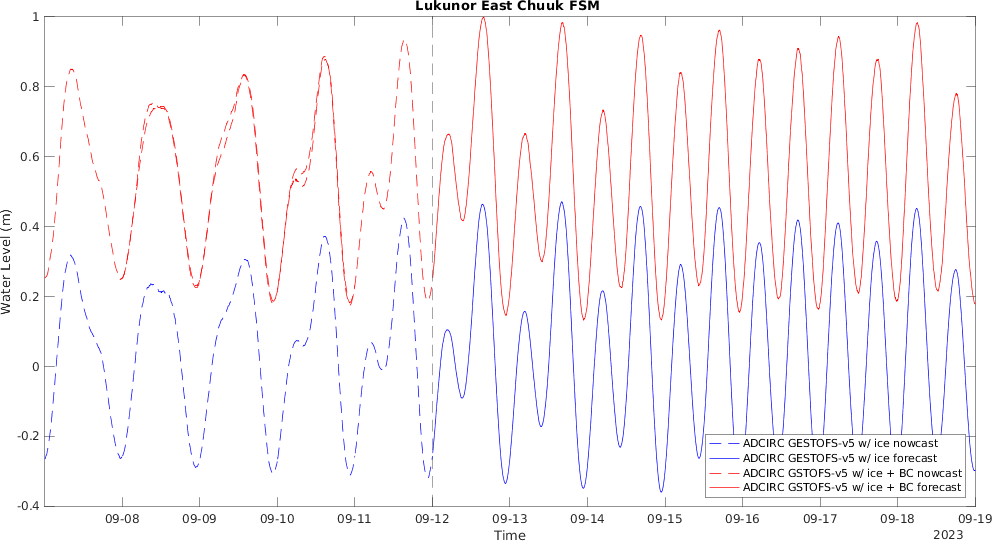 Lukunor East Chuuk FSM
1
0.8
0.6
0.4
0.2
0
-0.2
-0.4
Water Level (m)
ADCIRC GESTOFS-v5 w/ ice nowcast
ADCIRC GESTOFS-v5 w/ ice forecast
ADCIRC GSTOFS-v5 w/ ice + BC nowcast
ADCIRC GSTOFS-v5 w/ ice + BC forecast
09-08 09-09 09-10 09-11 09-12 09-13 09-14 09-15 09-16 09-17 09-18 09-19
Time
2023